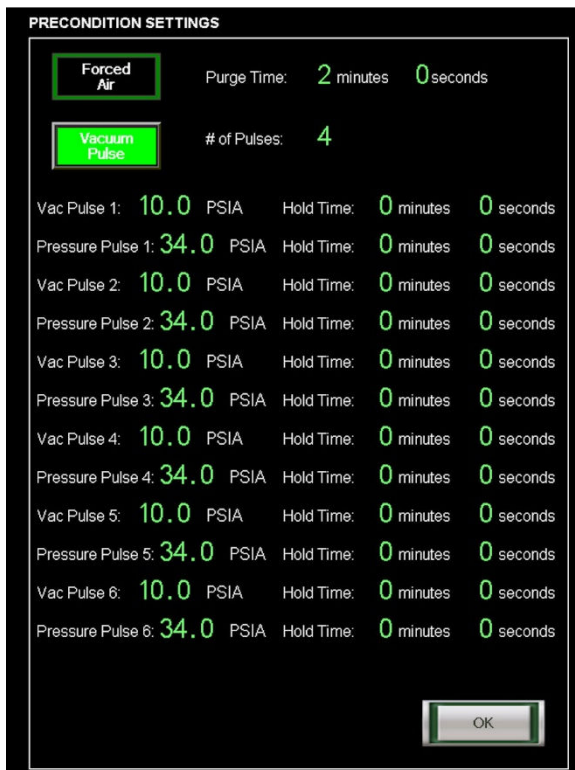 PRECONDITION SETTINGS
Forced
Air
Purge Time: 2 minutes 0 seconds
Vacuum
Pulse
# of Pulses: 4
Vac Pulse 1: 10.0 PSIA Hold Time: 0 minutes 0 seconds
Pressure Pulse 1: 34.0 PSIA Hold Time: 0 minutes 0 seconds
Vac Pulse 2: 10.0 PSIA Hold Time: 0 minutes 0 seconds
Pressure Pulse 2: 34.0 PSIA Hold Time: 0 minutes 0 seconds
Vac Pulse 3: 10.0 PSIA Hold Time: 0 minutes 0 seconds
Pressure Pulse 3: 34.0 PSIA Hold Time: 0 minutes 0 seconds
Vac Pulse 4: 10.0 PSIA Hold Time: 0 minutes 0 seconds
Pressure Pulse 4: 34.0 PSIA Hold Time: 0 minutes 0 seconds
Vac Pulse 5: 10.0 PSIA Hold Time: 0 minutes 0 seconds
Pressure Pulse 5: 34.0 PSIA Hold Time: 0 minutes 0 seconds
Vac Pulse 6: 10.0 PSIA Hold Time: 0 minutes 0 seconds
Pressure Pulse 6: 34.0 PSIA Hold Time: 0 minutes 0 seconds
OK